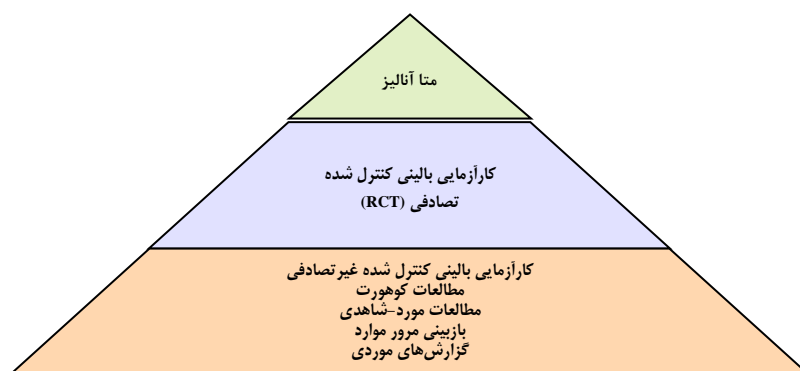 متا آنالیز
کارآزمایی بالینی کنترل شده
تصادفی (RCT)
کارآزمایی بالینی کنترل شده غیرتصادفی
مطالعات کوهورت
مطالعات مورد-شاهدی
بازبینی مرور موارد
گزارش‌های موردی